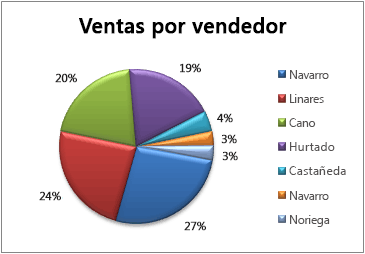 Ventas por vendedor
19%
20%
4%
3%
3%
24%
27%
Navarro
Linares
Cano
Hurtado
Castañeda
Navarro
Noriega